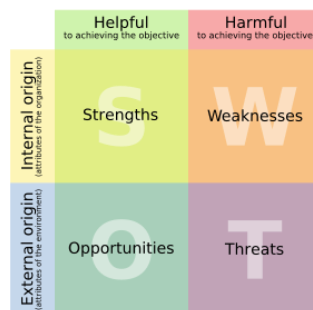 Helpful
to achieving the objective
Harmful
to achieving the objective
Internal origin
(attributes of the organization)
S
Strengths
W
Weaknesses
External origin
(attributes of the environment)
O
Opportunities
T
Threats